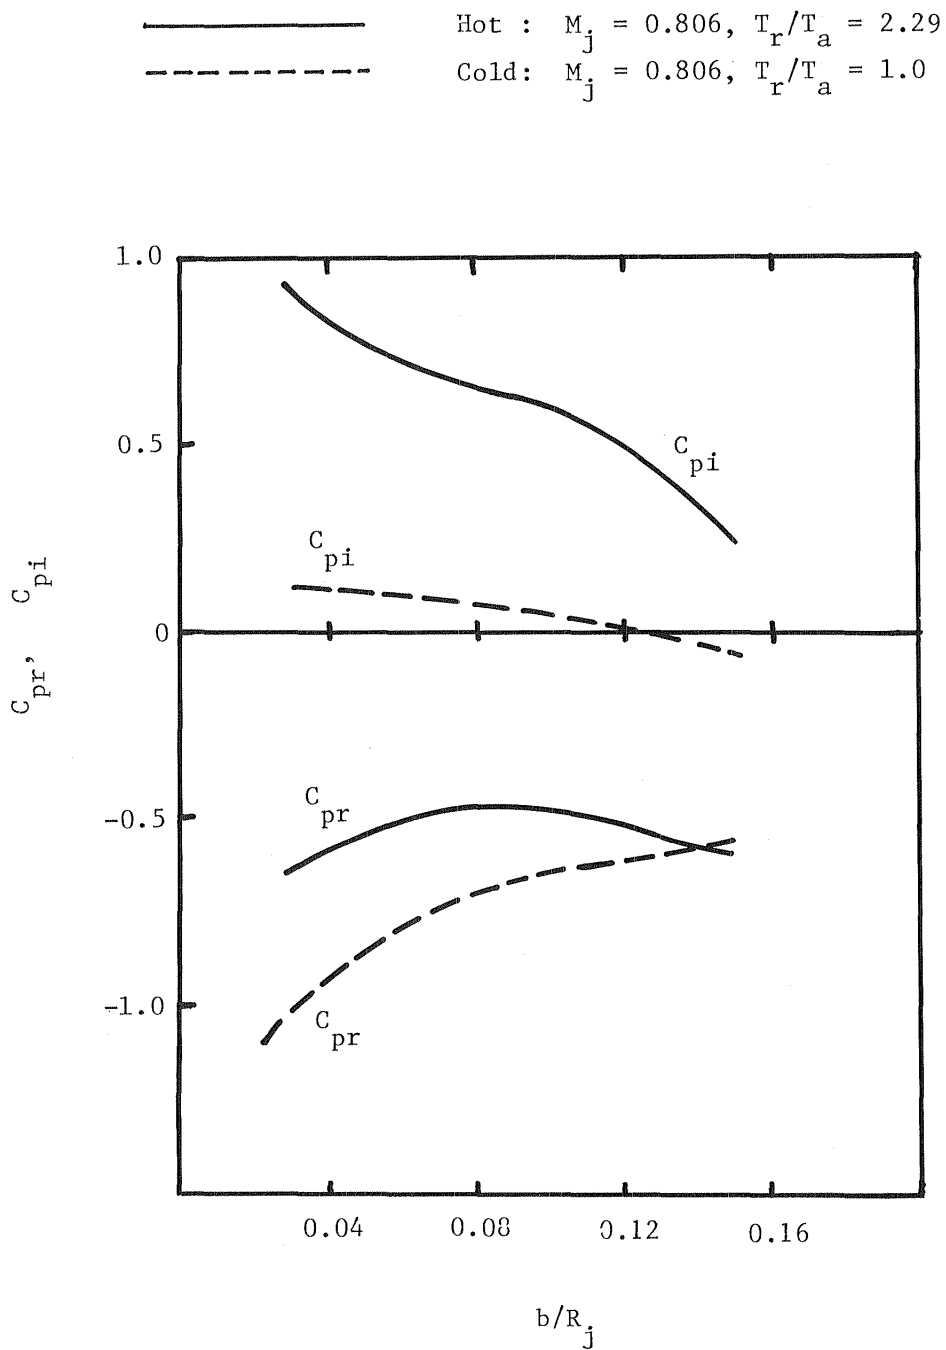 Hot : M_j = 0.806, T_r/T_a = 2.29
Cold: M_j = 0.806, T_r/T_a = 1.0
1.0
0.5
0
-0.5
-1.0
C_pr, C_pi
C_pi
C_pi
C_pr
C_pr
0.04 0.08 0.12 0.16
b/R_j